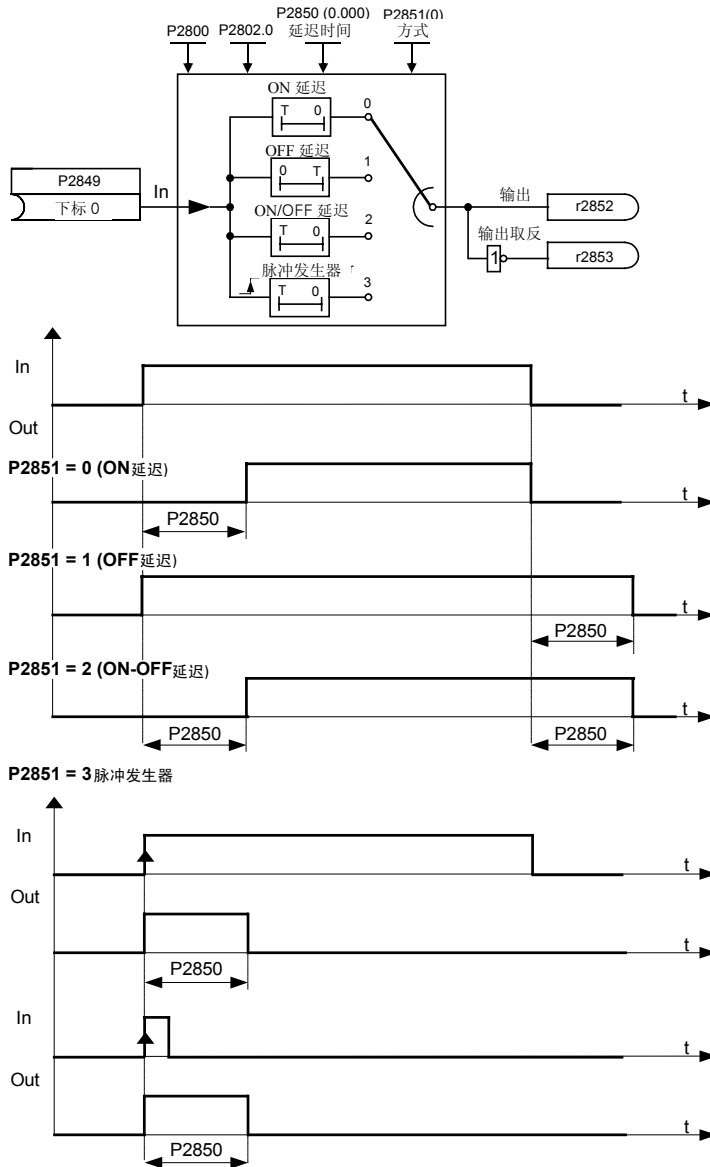 P2800 P2802.0 P2850 (0.000) P2851(0)
延迟时间 方式
ON 延迟
T 0
0
OFF 延迟
0 T
1
P2849
In
下标 0
ON/OFF 延迟
T 0
2
输出
r2852
输出取反
1
r2853
脉冲发生器
T 0
3
In
t
Out
P2851 = 0 (ON延迟)
t
P2850
P2851 = 1 (OFF延迟)
t
P2850
P2851 = 2 (ON-OFF延迟)
t
P2850 P2850
P2851 = 3脉冲发生器
In
t
Out
t
P2850
In
t
Out
t
P2850